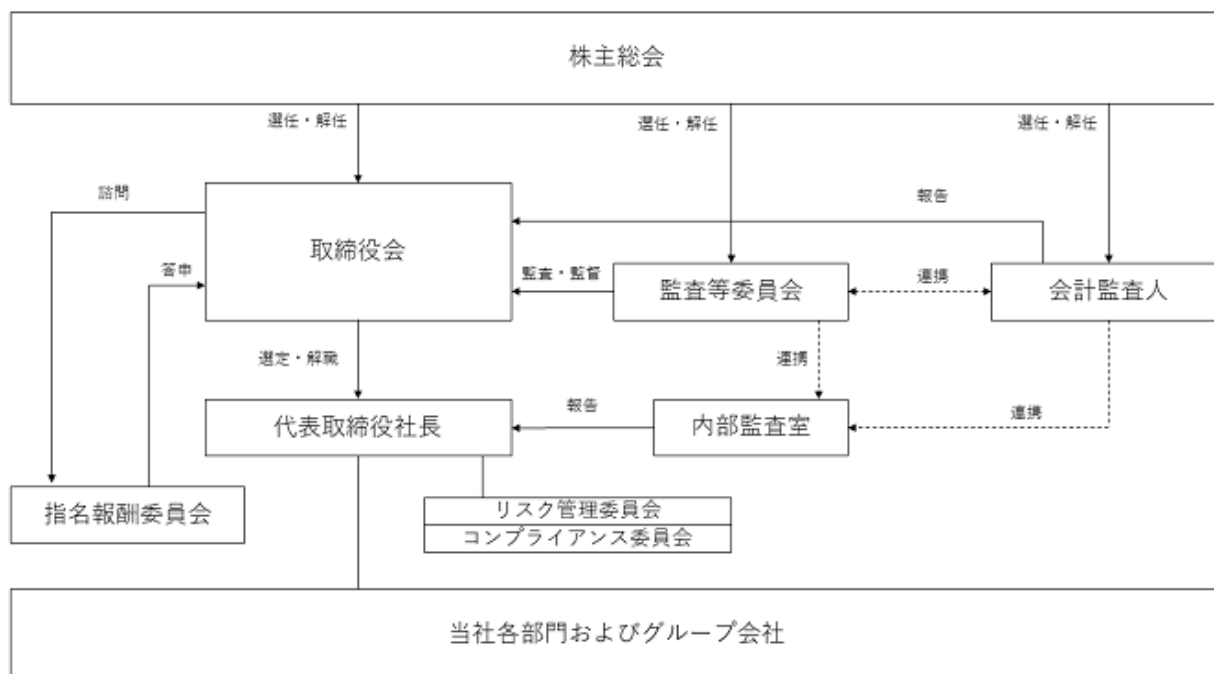 株主総会
選任・解任
選任・解任
選任・解任
諮問
報告
取締役会
答申
監査・監督
監査等委員会
連携
会計監査人
選定・解職
連携
代表取締役社長
報告
内部監査室
連携
指名報酬委員会
リスク管理委員会
コンプライアンス委員会
当社各部門およびグループ会社